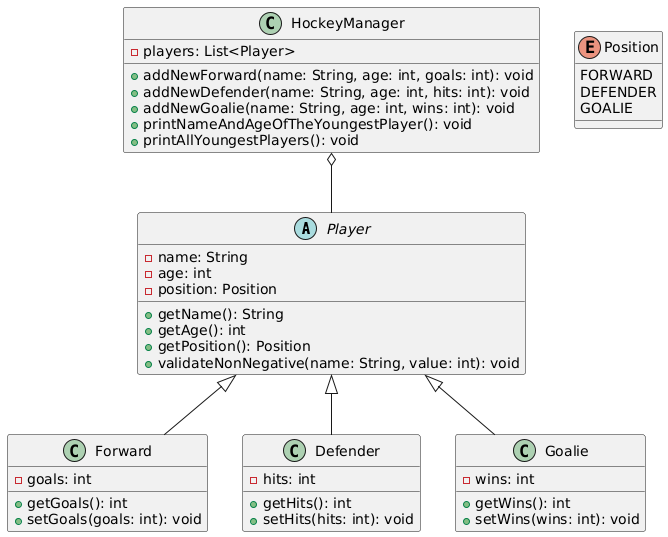 C HockeyManager
players: List<Player>
addNewForward(name: String, age: int, goals: int): void
addNewDefender(name: String, age: int, hits: int): void
addNewGoalie(name: String, age: int, wins: int): void
printNameAndAgeOfTheYoungestPlayer(): void
printAllYoungestPlayers(): void
E Position
FORWARD
DEFENDER
GOALIE
A Player
name: String
age: int
position: Position
getName(): String
getAge(): int
getPosition(): Position
validateNonNegative(name: String, value: int): void
C Forward
goals: int
getGoals(): int
setGoals(goals: int): void
C Defender
hits: int
getHits(): int
setHits(hits: int): void
C Goalie
wins: int
getWins(): int
setWins(wins: int): void